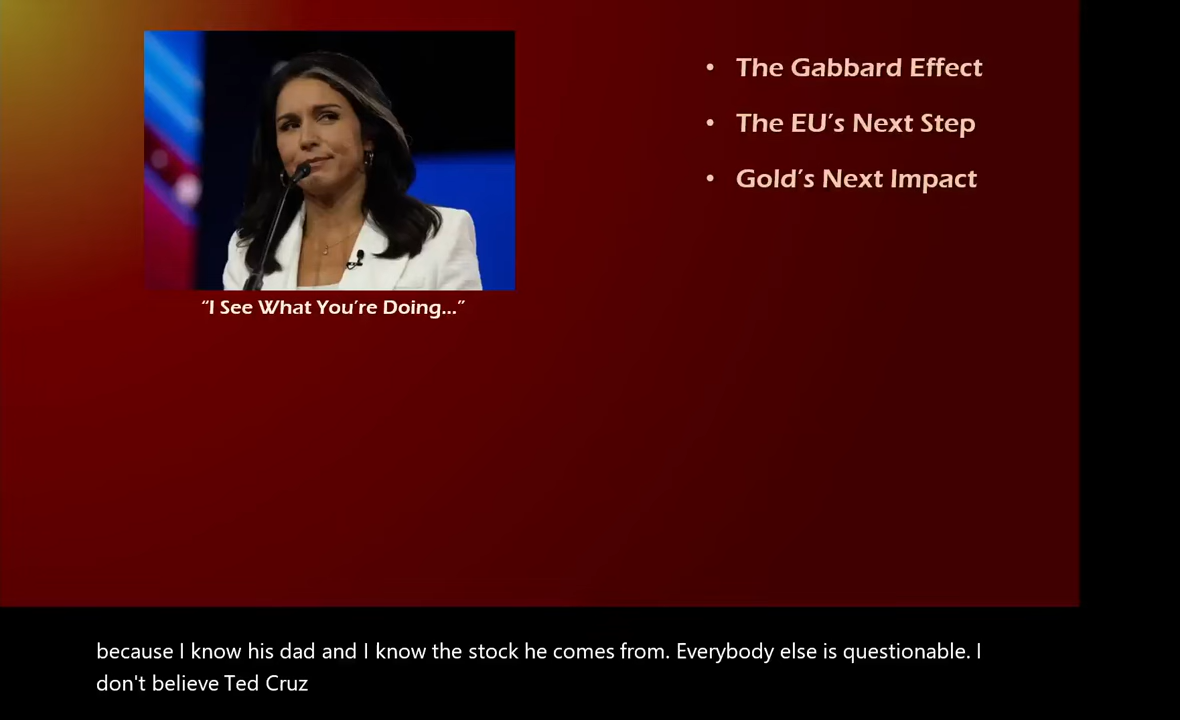 • The Gabbard Effect
• The EU's Next Step
• Gold's Next Impact
“I See What You're Doing...”
because I know his dad and I know the stock he comes from. Everybody else is questionable. I
don't believe Ted Cruz